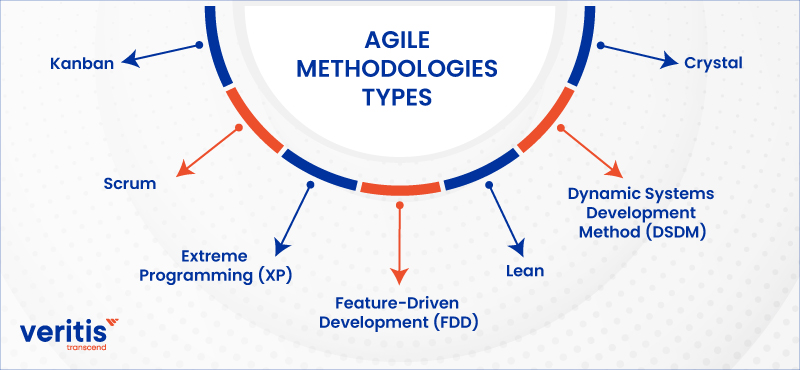 AGILE
METHODOLOGIES
TYPES
Kanban
Scrum
Extreme
Programming (XP)
Feature-Driven
Development (FDD)
Lean
Dynamic Systems
Development
Method (DSDM)
Crystal
veritis
transcend